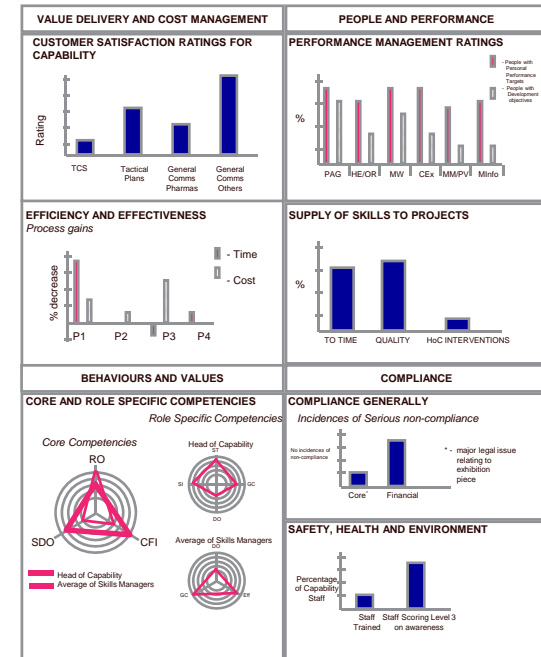 VALUE DELIVERY AND COST MANAGEMENT
PEOPLE AND PERFORMANCE
CUSTOMER SATISFACTION RATINGS FOR
CAPABILITY
Rating
TCS
Tactical
Plans
General
Comms
Pharmas
General
Comms
Others
PERFORMANCE MANAGEMENT RATINGS
- People with
Personal
Performance
Targets
- People with
Development
objectives
%
PAG
HE/OR
MW
CEx
MM/PV
MInfo
EFFICIENCY AND EFFECTIVENESS
Process gains
% decrease
- Time
- Cost
P1
P2
P3
P4
SUPPLY OF SKILLS TO PROJECTS
%
TO TIME
QUALITY
HoC INTERVENTIONS
BEHAVIOURS AND VALUES
COMPLIANCE
CORE AND ROLE SPECIFIC COMPETENCIES
Role Specific Competencies
Core Competencies
RO
SDO
CFI
Head of Capability
Average of Skills Managers
Head of Capability
ST
SI
GC
DO
Average of Skills Managers
DO
GC
Eff
COMPLIANCE GENERALLY
Incidences of Serious non-compliance
No incidences of
non-compliance
Core*
Financial
* - major legal issue
relating to
exhibition
piece
SAFETY, HEALTH AND ENVIRONMENT
Percentage
of Capability
Staff
Staff
Trained
Staff Scoring Level 3
on awareness